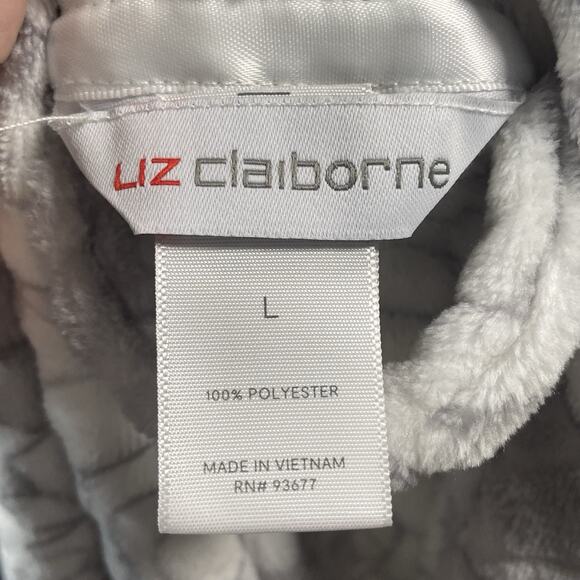 LIZ claiborne
L
100% POLYESTER
MADE IN VIETNAM
RN# 93677